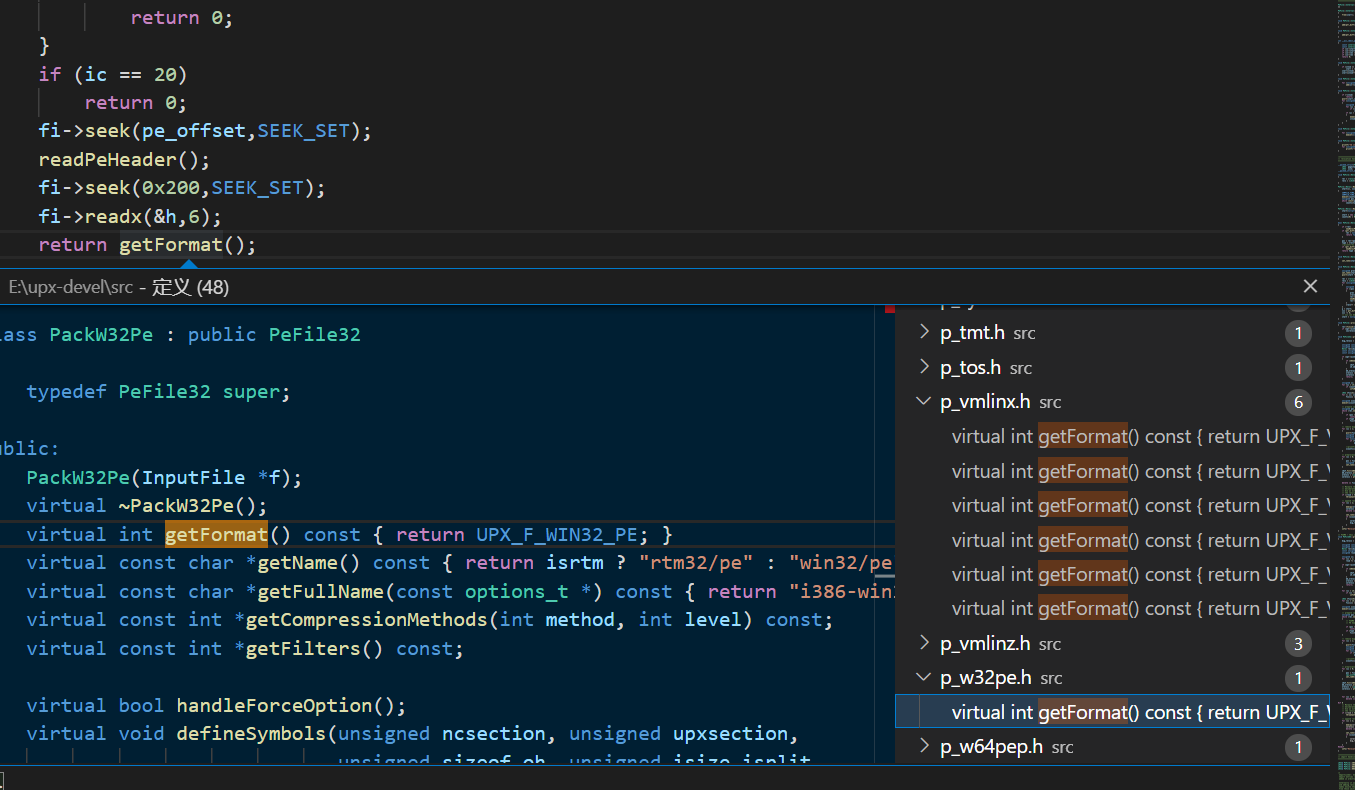 return 0;
}
if (ic == 20)
return 0;
fi->seek(pe_offset,SEEK_SET);
readPeHeader();
fi->seek(0x200,SEEK_SET);
fi->readx(&h,6);
return getFormat();
E:\upx-devel\src - 定义 (48)
ass PackW32Pe : public PeFile32
typedef PeFile32 super;
blic:
PackW32Pe(InputFile *f);
virtual ~PackW32Pe();
virtual int getFormat() const { return UPX_F_WIN32_PE; }
virtual const char *getName() const { return isrtm ? "rtm32/pe" : "win32/pe
virtual const char *getFullName(const options_t *) const { return "i386-win
virtual const int *getCompressionMethods(int method, int level) const;
virtual const int *getFilters() const;
virtual bool handleForceOption();
virtual void defineSymbols(unsigned ncsection, unsigned upxsection,
unsigned sizeof_oh, unsigned isize_isplit
p_tmt.h src 1
p_tos.h src 1
p_vmlinx.h src 6
virtual int getFormat() const { return UPX_F_V
virtual int getFormat() const { return UPX_F_V
virtual int getFormat() const { return UPX_F_V
virtual int getFormat() const { return UPX_F_V
virtual int getFormat() const { return UPX_F_V
virtual int getFormat() const { return UPX_F_V
p_vmlinz.h src 3
p_w32pe.h src 1
virtual int getFormat() const { return UPX_F_V
p_w64pep.h src 1